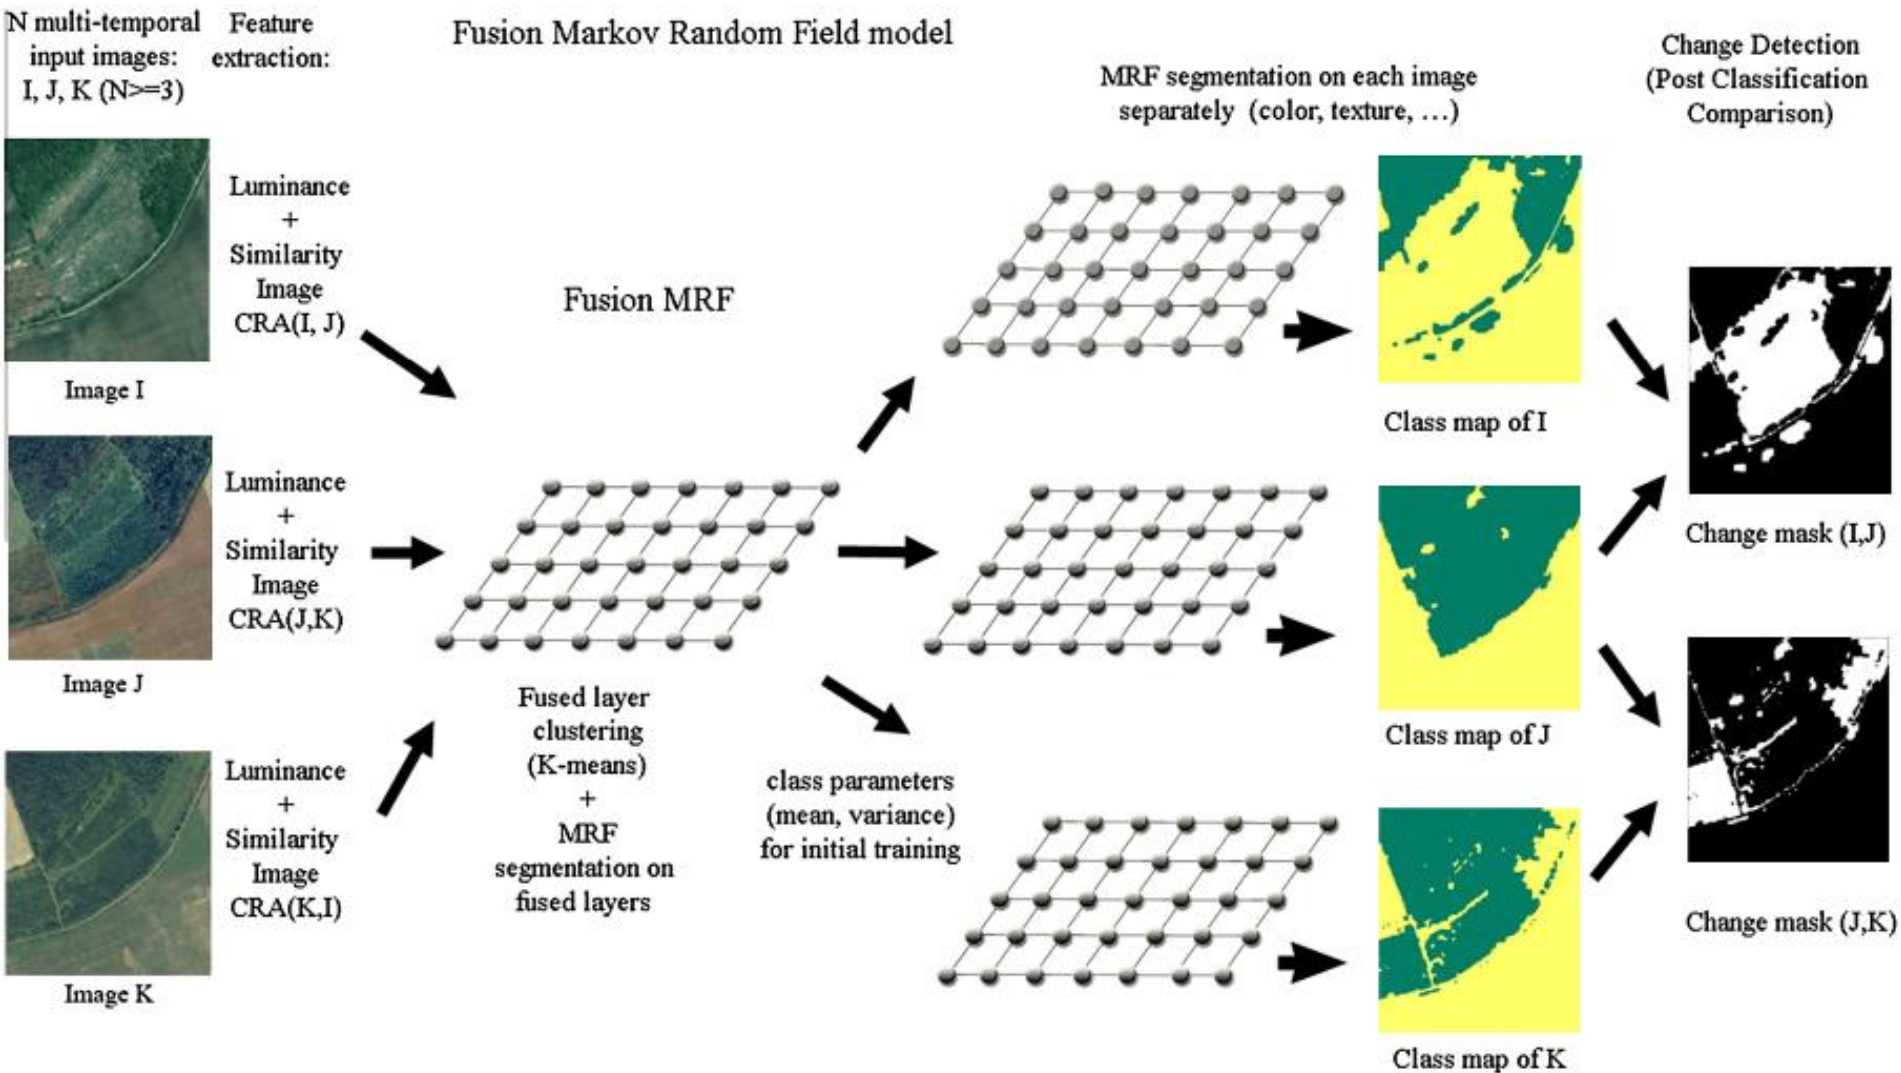 N multi-temporal
input images:
I, J, K (N>=3)
Feature
extraction:
Fusion Markov Random Field model
MRF segmentation on each image
separately (color, texture, …)
Change Detection
(Post Classification
Comparison)
Luminance
+
Similarity
Image
CRA(I, J)
Image I
Fusion MRF
Class map of I
Luminance
+
Similarity
Image
CRA(J,K)
Image J
Change mask (I,J)
Fused layer
clustering
(K-means)
+
MRF
segmentation on
fused layers
class parameters
(mean, variance)
for initial training
Class map of J
Luminance
+
Similarity
Image
CRA(K,I)
Image K
Change mask (J,K)
Class map of K